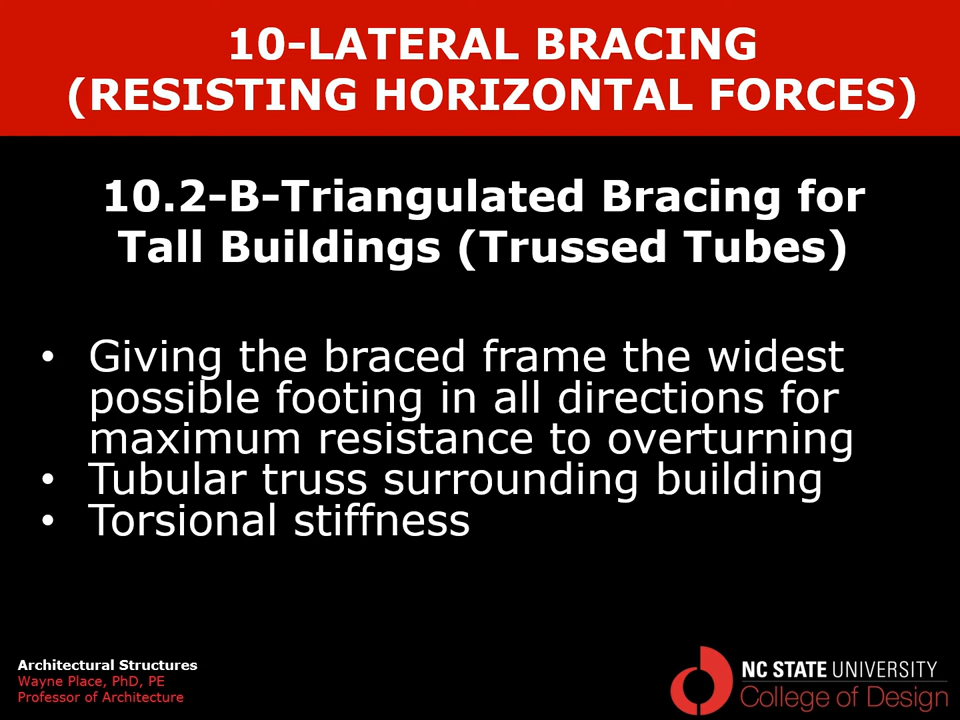 10-LATERAL BRACING
(RESISTING HORIZONTAL FORCES)
10.2-B-Triangulated Bracing for
Tall Buildings (Trussed Tubes)
• Giving the braced frame the widest
possible footing in all directions for
maximum resistance to overturning
• Tubular truss surrounding building
• Torsional stiffness
Architectural Structures
Wayne Place, PhD, PE
Professor of Architecture
NC STATE UNIVERSITY
College of Design